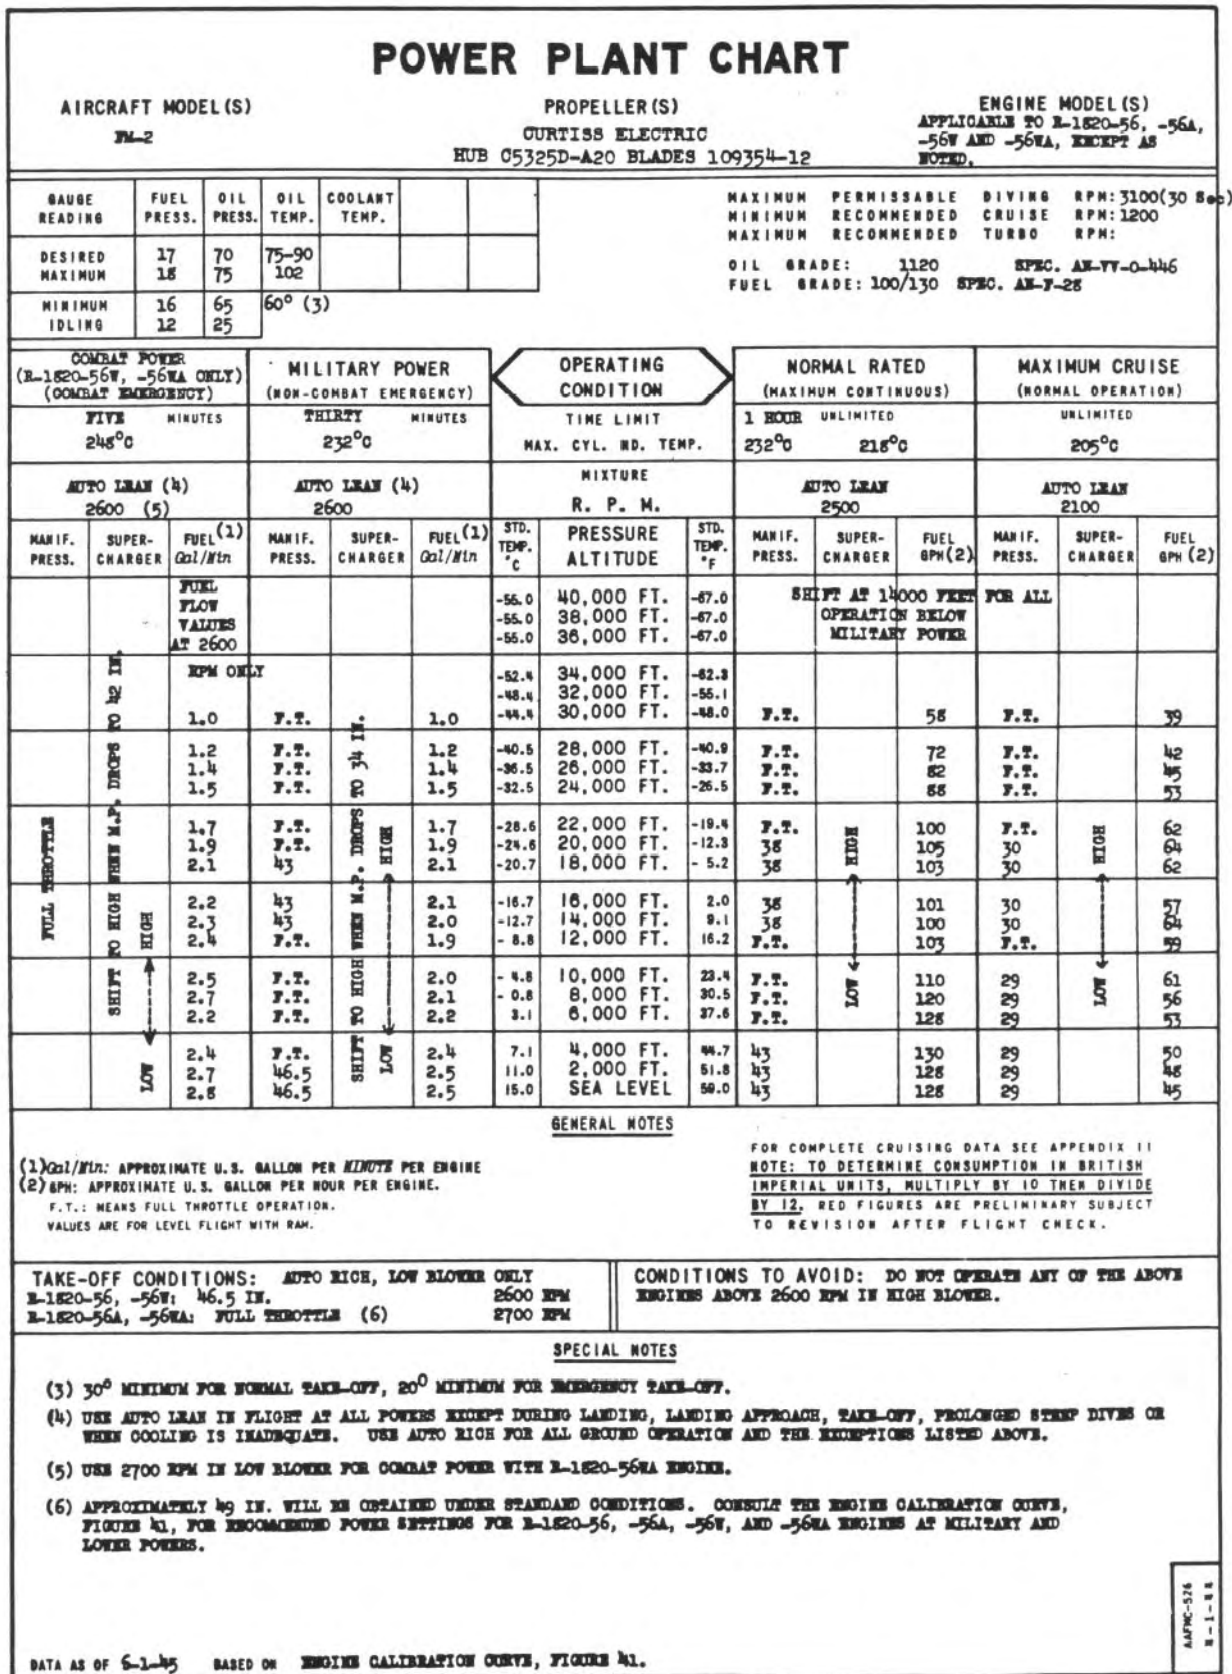 POWER PLANT CHART
AIRCRAFT MODEL(S)
FM-2
PROPELLER(S)
CURTISS ELECTRIC
HUB C5325D-A20 BLADES 109354-12
ENGINE MODEL(S)
APPLICABLE TO R-1820-56, -56A,
-56W AND -56WA, EXCEPT AS
NOTED.
GAUGE READING | FUEL PRESS. | OIL PRESS. | OIL TEMP. | COOLANT TEMP.
DESIRED 17 70 75-90
MAXIMUM 18 75 102
MINIMUM 16 65 60° (3)
IDLING 12 25
MAXIMUM PERMISSABLE DIVING RPM: 3100(30 Sec)
MINIMUM RECOMMENDED CRUISE RPM: 1200
MAXIMUM RECOMMENDED TURBO RPM:
OIL GRADE: 1120 SPEC. AN-VV-O-446
FUEL GRADE: 100/130 SPEC. AN-F-28
COMBAT POWER
(R-1820-56W, -56WA ONLY)
(COMBAT EMERGENCY)
MILITARY POWER
(NON-COMBAT EMERGENCY)
OPERATING
CONDITION
NORMAL RATED
(MAXIMUM CONTINUOUS)
MAXIMUM CRUISE
(NORMAL OPERATION)
FIVE MINUTES THIRTY MINUTES TIME LIMIT 1 HOUR UNLIMITED UNLIMITED
248°C 232°C MAX. CYL. HD. TEMP. 232°C 218°C 205°C
AUTO LEAN (4) AUTO LEAN (4) MIXTURE AUTO LEAN AUTO LEAN
2600 (5) 2600 R. P. M. 2500 2100
MANIF. PRESS. | SUPER-CHARGER | FUEL(1) Gal/Min | MANIF. PRESS. | SUPER-CHARGER | FUEL(1) Gal/Min | STD. TEMP. °C | PRESSURE ALTITUDE | STD. TEMP. °F | MANIF. PRESS. | SUPER-CHARGER | FUEL GPH(2) | MANIF. PRESS. | SUPER-CHARGER | FUEL GPH (2)
FUEL
FLOW
VALUES
AT 2600
RPM ONLY
SHIFT AT 14000 FEET FOR ALL
OPERATION BELOW
MILITARY POWER
-55.0 40,000 FT. -67.0
-55.0 38,000 FT. -67.0
-55.0 36,000 FT. -67.0
-52.4 34,000 FT. -62.3
-48.4 32,000 FT. -55.1
1.0 F.T. 1.0 -44.4 30,000 FT. -48.0 F.T. 58 F.T. 39
1.2 F.T. 1.2 -40.5 28,000 FT. -40.9 F.T. 72 F.T. 42
1.4 F.T. 1.4 -36.5 26,000 FT. -33.7 F.T. 82 F.T. 45
1.5 F.T. 1.5 -32.5 24,000 FT. -26.5 F.T. 88 F.T. 53
1.7 F.T. 1.7 -28.6 22,000 FT. -19.4 F.T. 100 F.T. 62
1.9 F.T. 1.9 -24.6 20,000 FT. -12.3 38 105 30 64
2.1 43 2.1 -20.7 18,000 FT. - 5.2 38 103 30 62
2.2 43 2.1 -16.7 16,000 FT. 2.0 38 101 30 57
2.3 43 2.0 -12.7 14,000 FT. 9.1 38 100 30 64
2.4 F.T. 1.9 - 8.8 12,000 FT. 16.2 F.T. 103 F.T. 59
2.5 F.T. 2.0 - 4.8 10,000 FT. 23.4 F.T. 110 29 61
2.7 F.T. 2.1 - 0.8 8,000 FT. 30.5 F.T. 120 29 56
2.2 F.T. 2.2 3.1 6,000 FT. 37.6 F.T. 128 29 53
2.4 F.T. 2.4 7.1 4,000 FT. 44.7 43 130 29 50
2.7 46.5 2.5 11.0 2,000 FT. 51.8 43 128 29 48
2.8 46.5 2.5 15.0 SEA LEVEL 59.0 43 128 29 45
FULL THROTTLE
SHIFT TO HIGH WHEN M.P. DROPS TO 42 IN.
LOW HIGH
SHIFT TO HIGH WHEN M.P. DROPS TO 34 IN.
LOW HIGH
LOW HIGH
LOW HIGH
GENERAL NOTES
(1)Gal/Min: APPROXIMATE U.S. GALLON PER MINUTE PER ENGINE
(2) GPH: APPROXIMATE U.S. GALLON PER HOUR PER ENGINE.
F.T.: MEANS FULL THROTTLE OPERATION.
VALUES ARE FOR LEVEL FLIGHT WITH RAM.
FOR COMPLETE CRUISING DATA SEE APPENDIX II
NOTE: TO DETERMINE CONSUMPTION IN BRITISH
IMPERIAL UNITS, MULTIPLY BY 10 THEN DIVIDE
BY 12. RED FIGURES ARE PRELIMINARY SUBJECT
TO REVISION AFTER FLIGHT CHECK.
TAKE-OFF CONDITIONS: AUTO RICH, LOW BLOWER ONLY
R-1820-56, -56W: 46.5 IN. 2600 RPM
R-1820-56A, -56WA: FULL THROTTLE (6) 2700 RPM
CONDITIONS TO AVOID: DO NOT OPERATE ANY OF THE ABOVE
ENGINES ABOVE 2600 RPM IN HIGH BLOWER.
SPECIAL NOTES
(3) 30° MINIMUM FOR NORMAL TAKE-OFF, 20° MINIMUM FOR EMERGENCY TAKE-OFF.
(4) USE AUTO LEAN IN FLIGHT AT ALL POWERS EXCEPT DURING LANDING, LANDING APPROACH, TAKE-OFF, PROLONGED STEEP DIVES OR
WHEN COOLING IS INADEQUATE. USE AUTO RICH FOR ALL GROUND OPERATION AND THE EXCEPTIONS LISTED ABOVE.
(5) USE 2700 RPM IN LOW BLOWER FOR COMBAT POWER WITH R-1820-56WA ENGINE.
(6) APPROXIMATELY 49 IN. WILL BE OBTAINED UNDER STANDARD CONDITIONS. CONSULT THE ENGINE CALIBRATION CURVE,
FIGURE 41, FOR RECOMMENDED POWER SETTINGS FOR R-1820-56, -56A, -56W, AND -56WA ENGINES AT MILITARY AND
LOWER POWERS.
AAFMC-526
DATA AS OF 6-1-45 BASED ON ENGINE CALIBRATION CURVE, FIGURE 41.